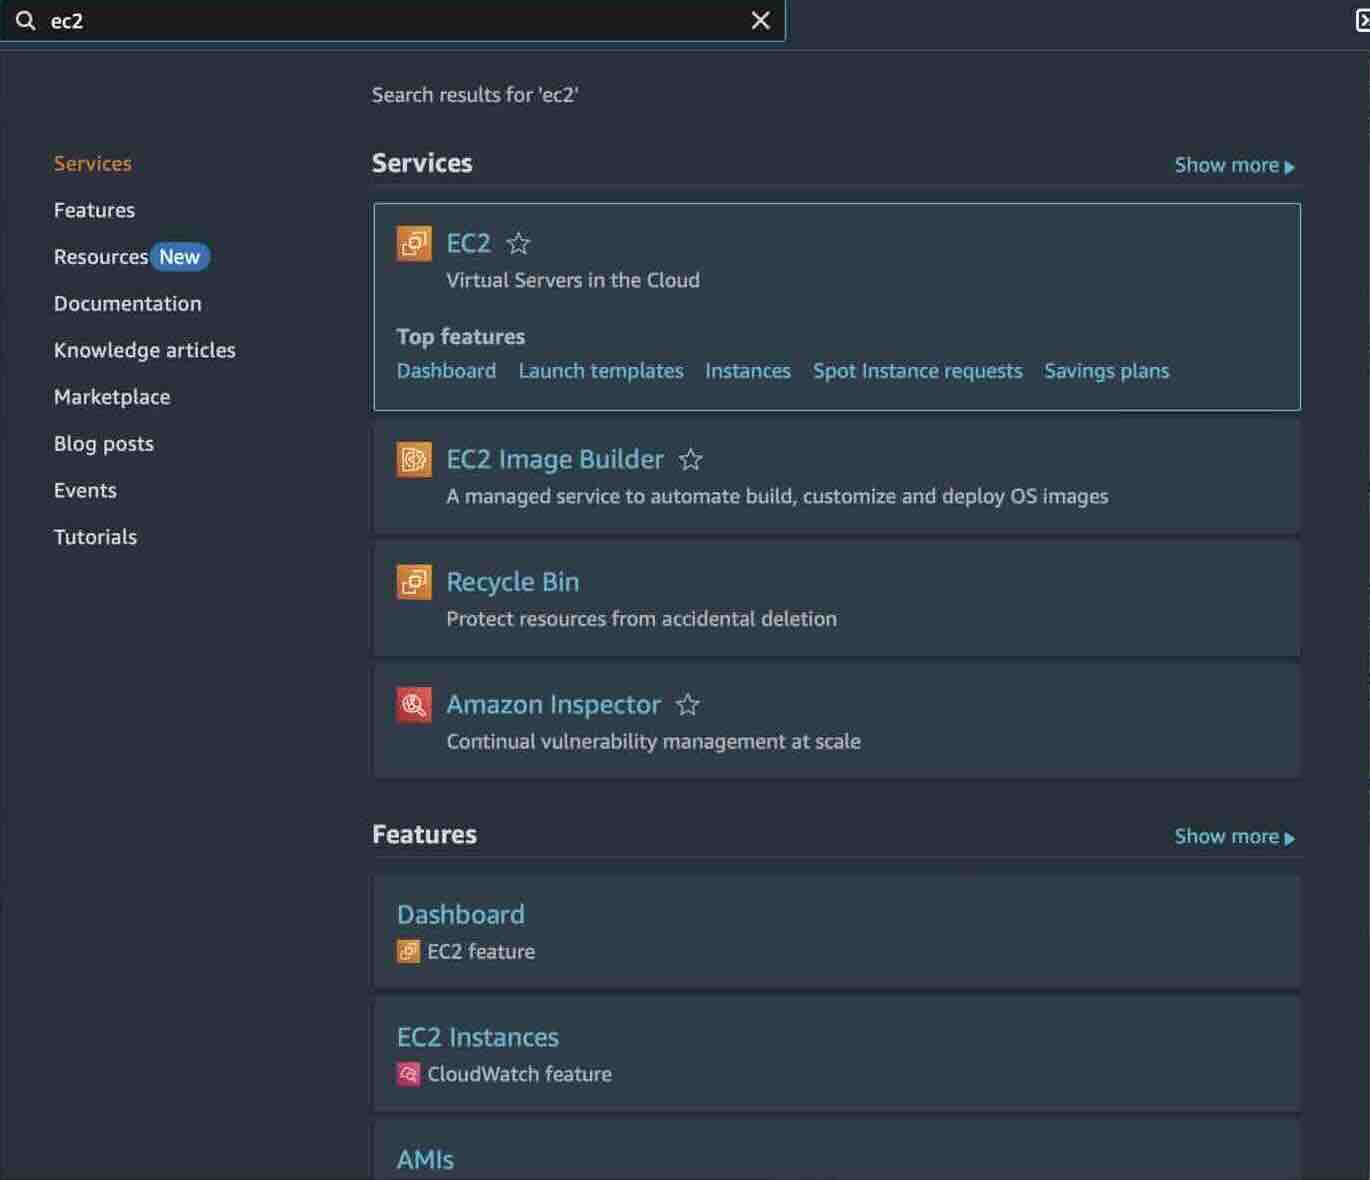 ec2
Search results for 'ec2'
Services
Features
Resources New
Documentation
Knowledge articles
Marketplace
Blog posts
Events
Tutorials
Services
Show more
EC2
Virtual Servers in the Cloud
Top features
Dashboard Launch templates Instances Spot Instance requests Savings plans
EC2 Image Builder
A managed service to automate build, customize and deploy OS images
Recycle Bin
Protect resources from accidental deletion
Amazon Inspector
Continual vulnerability management at scale
Features
Show more
Dashboard
EC2 feature
EC2 Instances
CloudWatch feature
AMIs